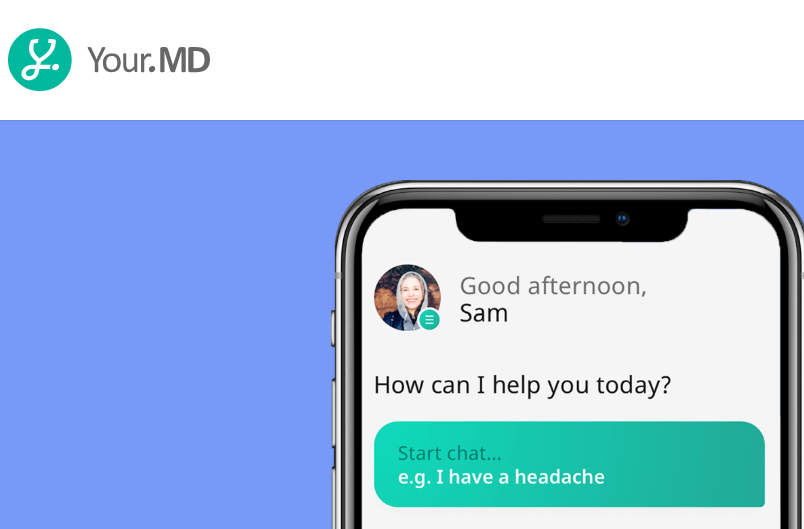 Your.MD
Good afternoon,
Sam
How can I help you today?
Start chat...
e.g. I have a headache